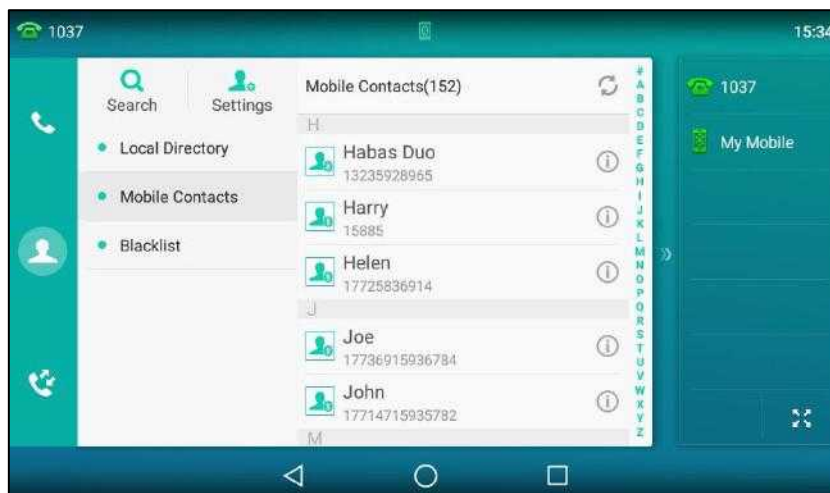 1037
15:34
Search
Settings
Local Directory
Mobile Contacts
Blacklist
Mobile Contacts(152)
H
Habas Duo
13235928965
Harry
15885
Helen
17725836914
J
Joe
17736915936784
John
17714715935782
M
#
A
B
C
D
E
F
G
H
I
J
K
L
M
N
O
P
Q
R
S
T
U
V
W
X
Y
Z
1037
My Mobile